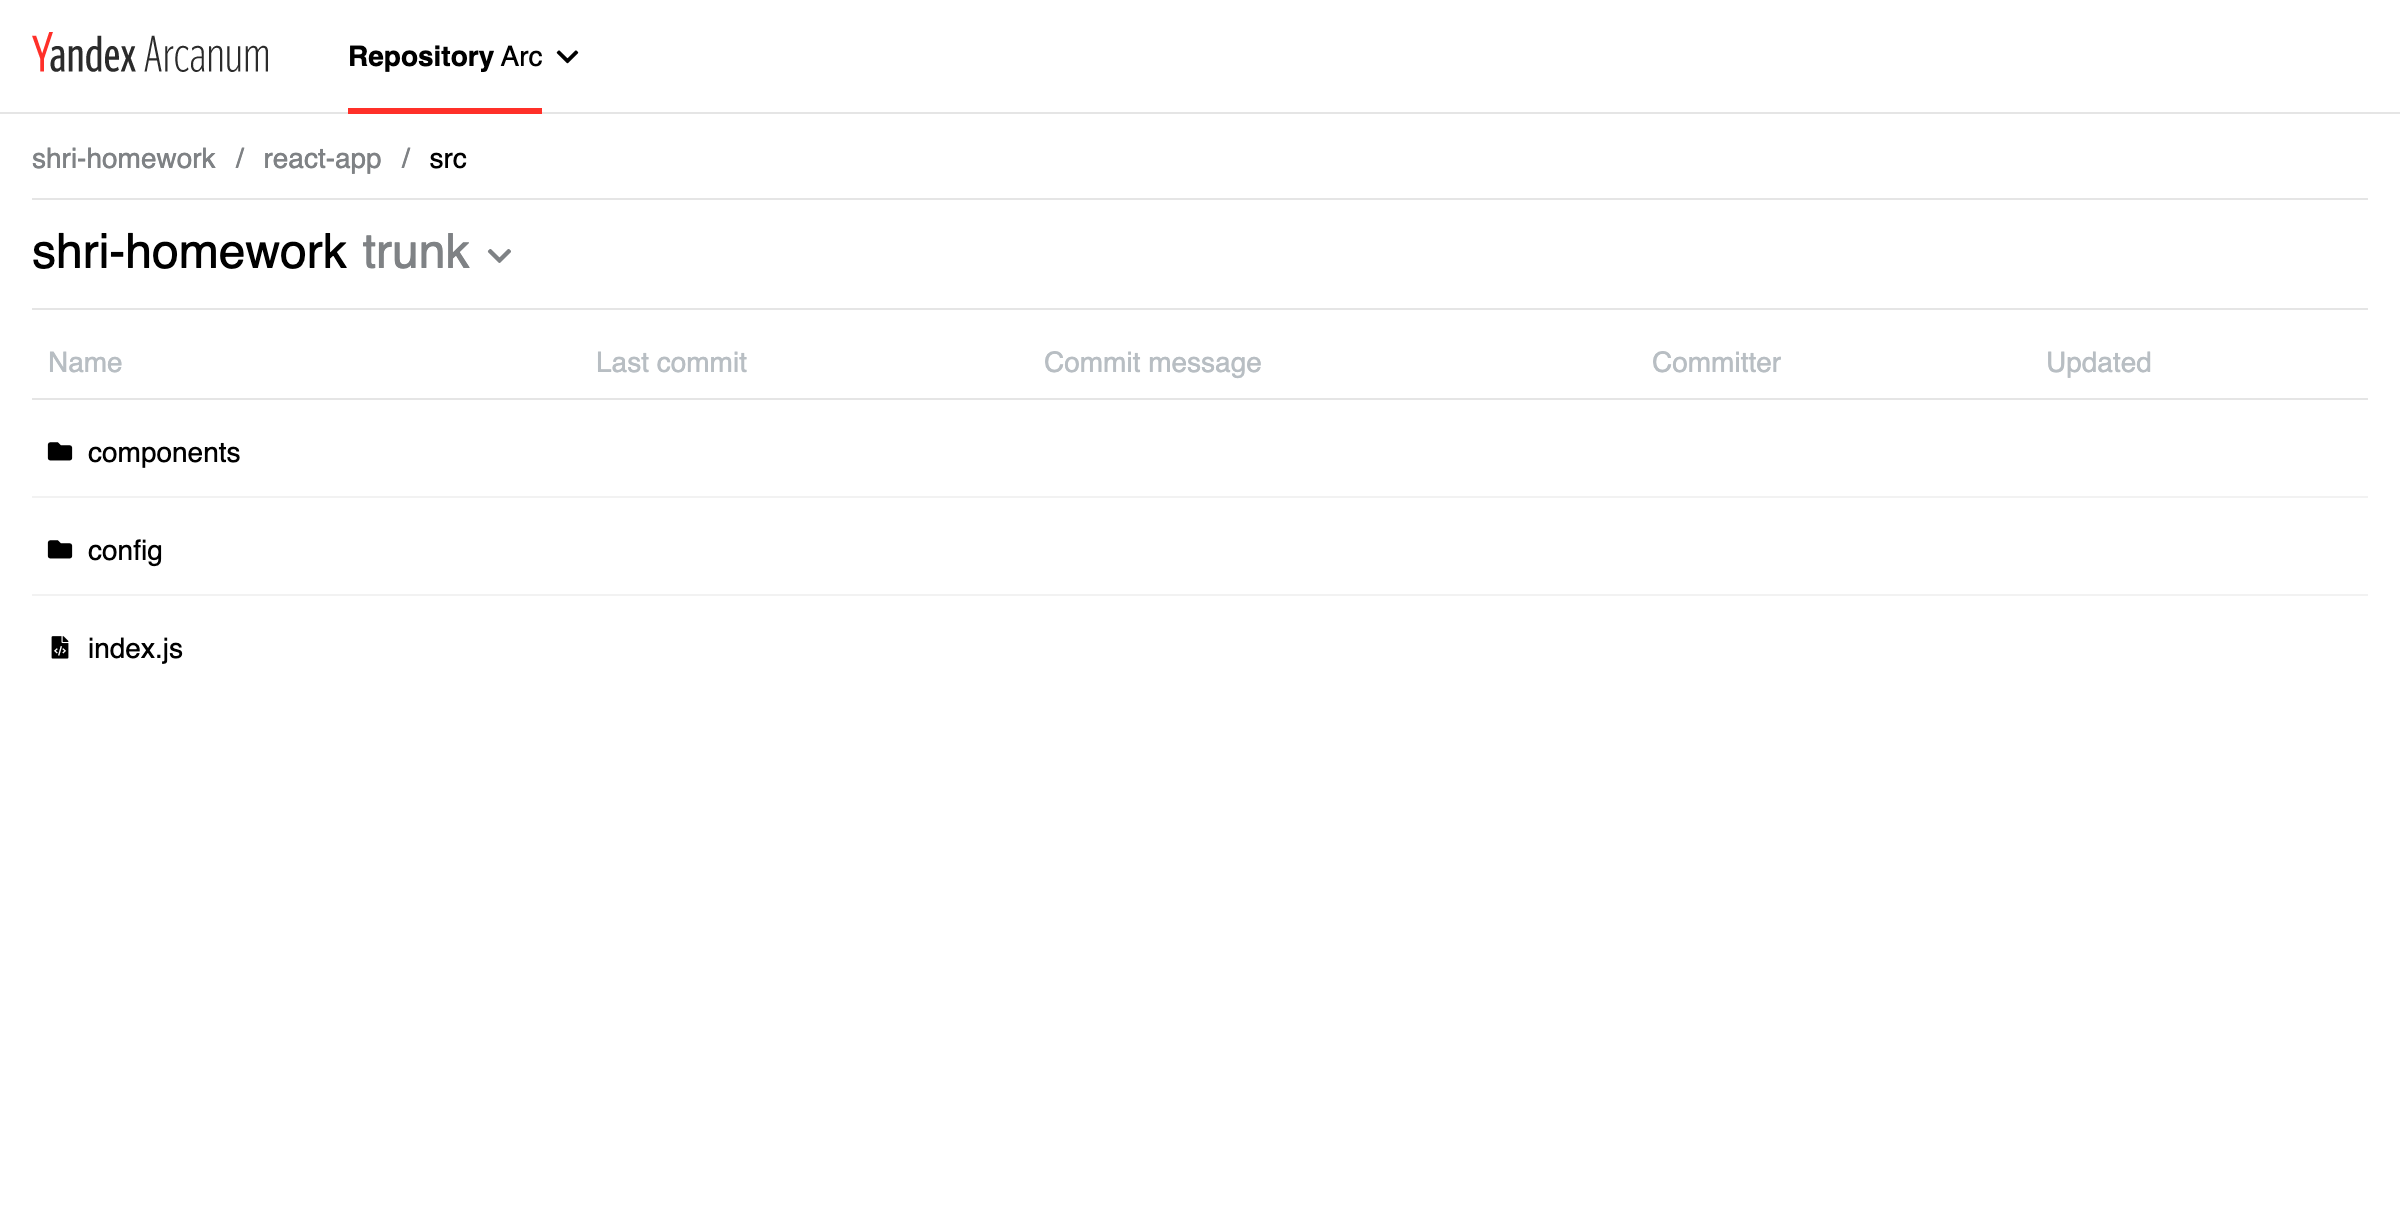 Yandex Arcanum Repository Arc
shri-homework / react-app / src
shri-homework trunk
Name Last commit Commit message Committer Updated
components
config
index.js